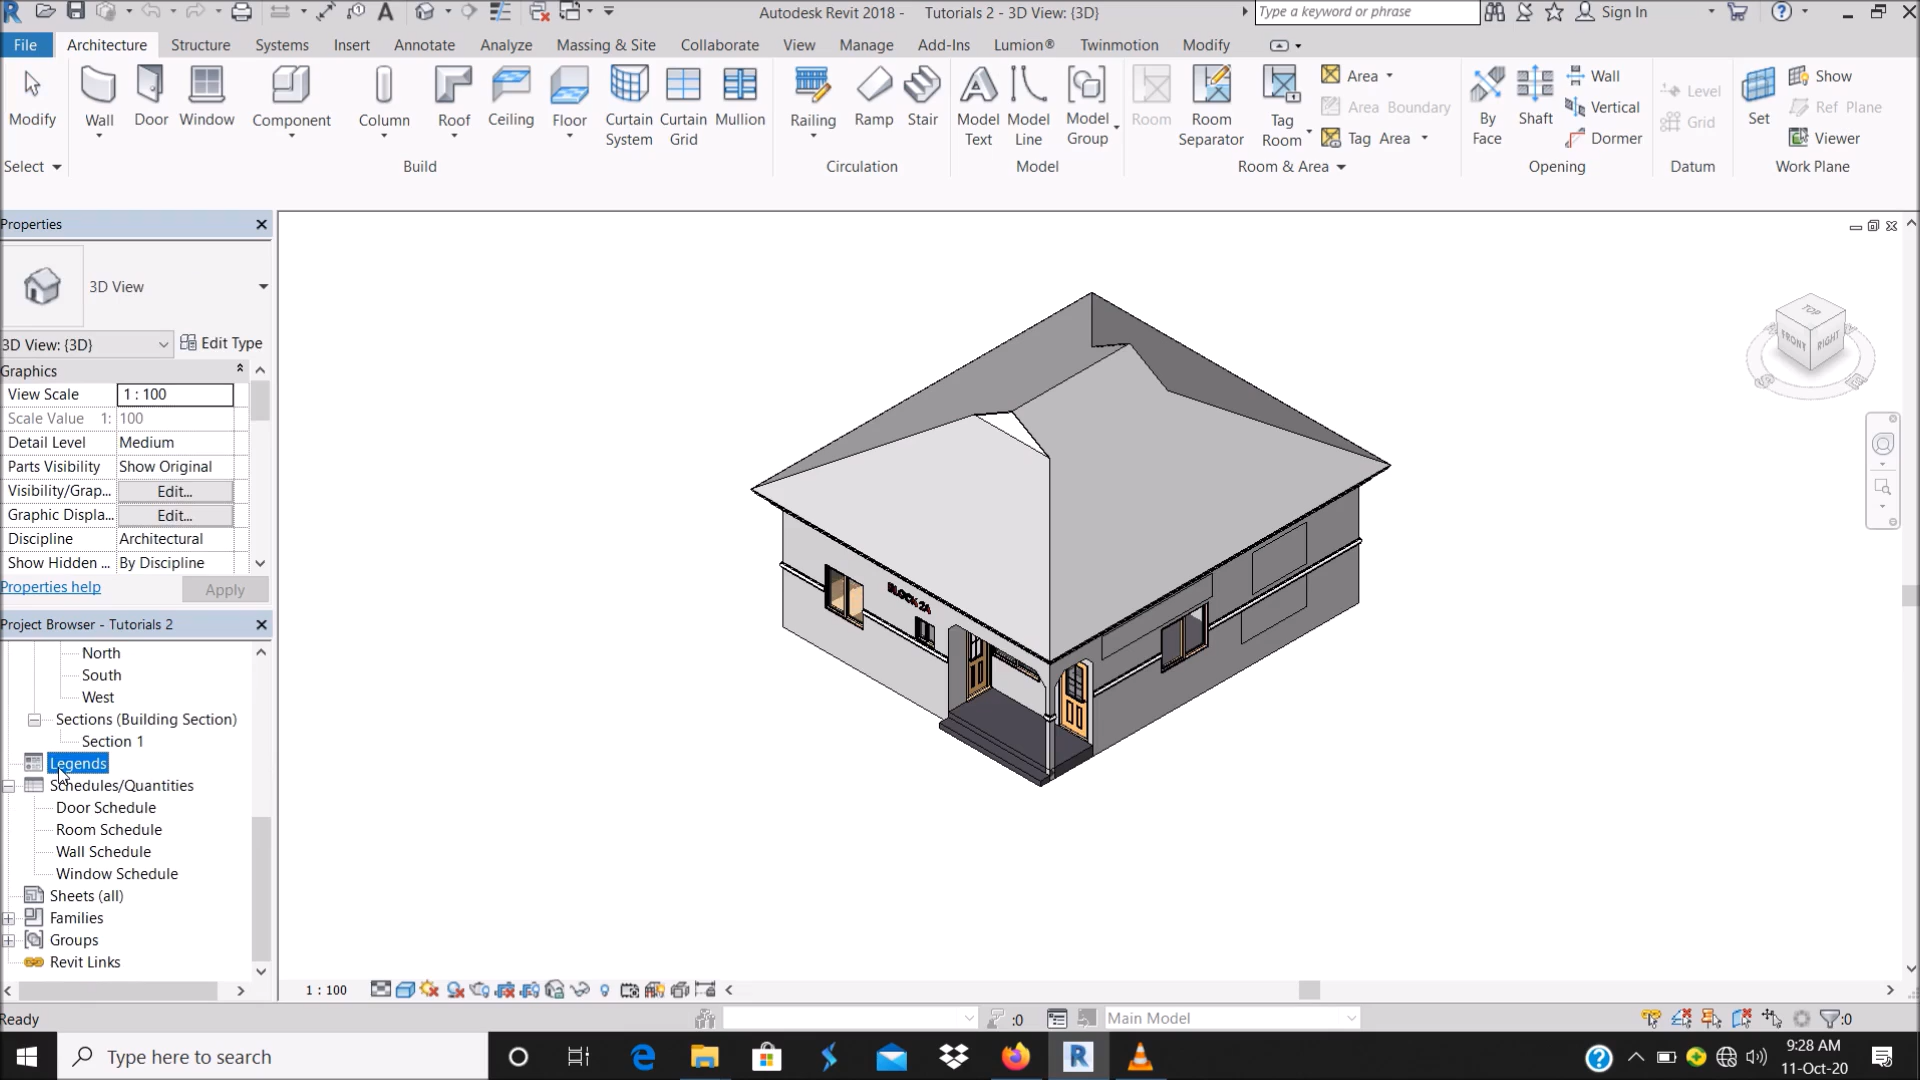 Autodesk Revit 2018 - Tutorials 2 - 3D View: {3D}
Type a keyword or phrase
Sign In
File Architecture Structure Systems Insert Annotate Analyze Massing & Site Collaborate View Manage Add-Ins Lumion® Twinmotion Modify
Modify
Wall
Door
Window
Component
Column
Roof
Ceiling
Floor
Curtain System
Curtain Grid
Mullion
Railing
Ramp
Stair
Model Text
Model Line
Model Group
Room
Room Separator
Tag Room
Area
Area Boundary
Tag Area
By Face
Shaft
Wall
Vertical
Dormer
Level
Grid
Set
Show
Ref Plane
Viewer
Select
Build
Circulation
Model
Room & Area
Opening
Datum
Work Plane
Properties
3D View
3D View: {3D}
Edit Type
Graphics
View Scale 1 : 100
Scale Value 1: 100
Detail Level Medium
Parts Visibility Show Original
Visibility/Grap... Edit...
Graphic Displa... Edit...
Discipline Architectural
Show Hidden ... By Discipline
Properties help Apply
Project Browser - Tutorials 2
North
South
West
Sections (Building Section)
Section 1
Legends
Schedules/Quantities
Door Schedule
Room Schedule
Wall Schedule
Window Schedule
Sheets (all)
Families
Groups
Revit Links
BLOCK 2A
TOP
FRONT
RIGHT
1 : 100
Ready
:0
Main Model
:0
Type here to search
9:28 AM
11-Oct-20